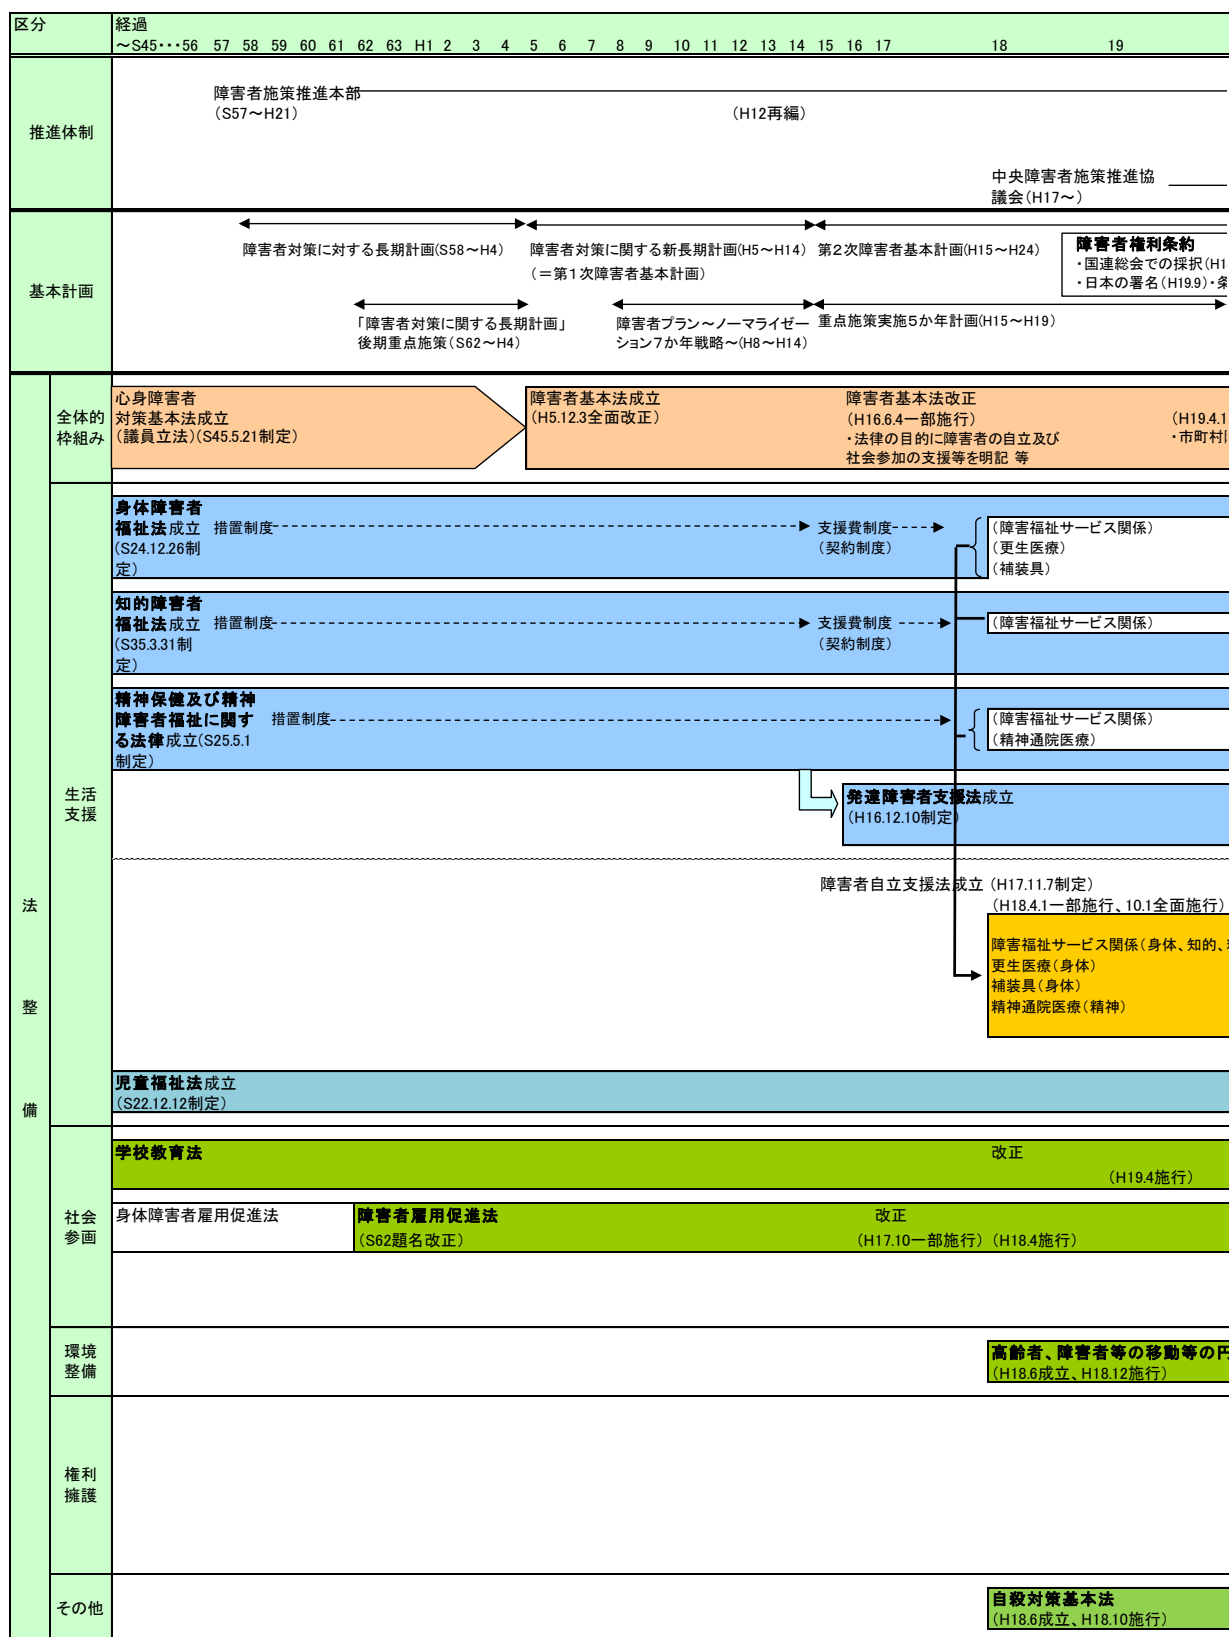 区分
経過
～S45・・・56 57 58 59 60 61 62 63 H1 2 3 4 5 6 7 8 9 10 11 12 13 14 15 16 17 18 19
推進体制
障害者施策推進本部
（S57～H21）
（H12再編）
中央障害者施策推進協
議会（H17～）
基本計画
障害者対策に対する長期計画（S58～H4）
障害者対策に関する新長期計画（H5～H14）
（＝第１次障害者基本計画）
第２次障害者基本計画（H15～H24）
障害者権利条約
・国連総会での採択（H1
・日本の署名（H19.9）・
「障害者対策に関する長期計画」
後期重点施策（S62～H4）
障害者プラン～ノーマライゼー
ション７か年戦略～（H8～H14）
重点施策実施５か年計画（H15～H19）
法
整
備
全体的
枠組み
心身障害者
対策基本法成立
（議員立法）（S45.5.21制定）
障害者基本法成立
（H5.12.3全面改正）
障害者基本法改正
（H16.6.4一部施行）
・法律の目的に障害者の自立及び
社会参加の支援等を明記 等
（H19.4.1
・市町村
生活
支援
身体障害者
福祉法成立 措置制度
（S24.12.26制
定）
支援費制度
（契約制度）
（障害福祉サービス関係）
（更生医療）
（補装具）
知的障害者
福祉法成立 措置制度
（S35.3.31制
定）
支援費制度
（契約制度）
（障害福祉サービス関係）
精神保健及び精神
障害者福祉に関す 措置制度
る法律成立（S25.5.1
制定）
（障害福祉サービス関係）
（精神通院医療）
発達障害者支援法成立
（H16.12.10制定）
障害者自立支援法成立（H17.11.7制定）
（H18.4.1一部施行、10.1全面施行）
障害福祉サービス関係（身体、知的、
更生医療（身体）
補装具（身体）
精神通院医療（精神）
児童福祉法成立
（S22.12.12制定）
社会
参画
学校教育法
改正
（H19.4施行）
身体障害者雇用促進法
障害者雇用促進法
（S62題名改正）
改正
（H17.10一部施行）（H18.4施行）
環境
整備
高齢者、障害者等の移動等の円
（H18.6成立、H18.12施行）
権利
擁護
その他
自殺対策基本法
（H18.6成立、H18.10施行）